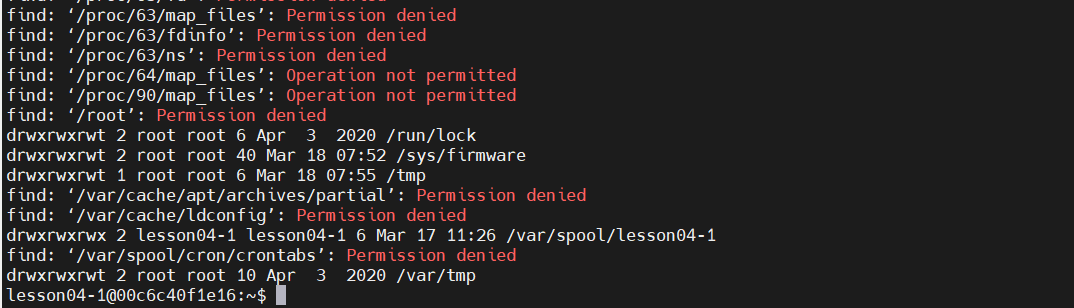 find: ‘/proc/63/map_files’: Permission denied
find: ‘/proc/63/fdinfo’: Permission denied
find: ‘/proc/63/ns’: Permission denied
find: ‘/proc/64/map_files’: Operation not permitted
find: ‘/proc/90/map_files’: Operation not permitted
find: ‘/root’: Permission denied
drwxrwxrwt 2 root root 6 Apr  3  2020 /run/lock
drwxrwxrwt 2 root root 40 Mar 18 07:52 /sys/firmware
drwxrwxrwt 1 root root 6 Mar 18 07:55 /tmp
find: ‘/var/cache/apt/archives/partial’: Permission denied
find: ‘/var/cache/ldconfig’: Permission denied
drwxrwxrwx 2 lesson04-1 lesson04-1 6 Mar 17 11:26 /var/spool/lesson04-1
find: ‘/var/spool/cron/crontabs’: Permission denied
drwxrwxrwt 2 root root 10 Apr  3  2020 /var/tmp
lesson04-1@00c6c40f1e16:~$